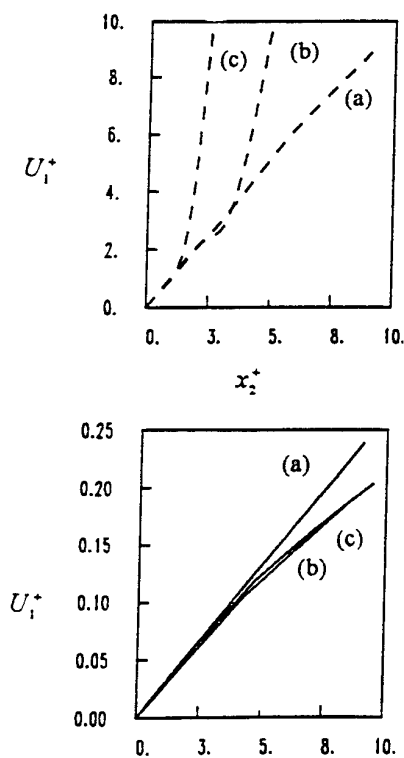 10.
8.
(c)
(b)
(a)
6.
U₁⁺
4.
2.
0.
0. 3. 5. 8. 10.
x₂⁺
0.25
(a)
0.20
0.15
(c)
(b)
U₁⁺
0.10
0.05
0.00
0. 3. 5. 8. 10.